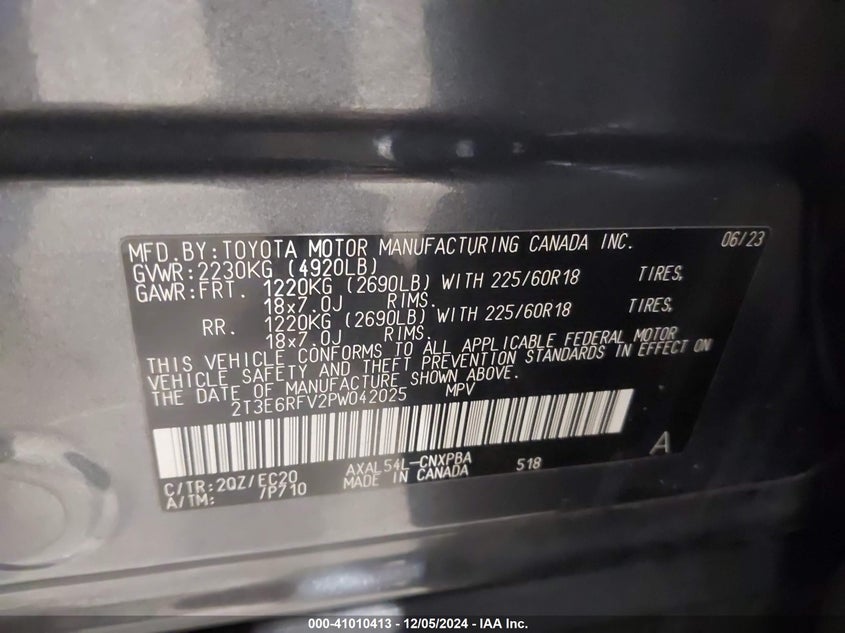 MFD.BY:TOYOTA MOTOR MANUFACTURING CANADA INC. 06/23
GVWR:2230KG (4920LB)
GAWR:FRT. 1220KG (2690LB) WITH 225/60R18 TIRES,
18x7.0J RIMS.
RR. 1220KG (2690LB) WITH 225/60R18 TIRES,
18x7.0J RIMS.
THIS VEHICLE CONFORMS TO ALL APPLICABLE FEDERAL MOTOR
VEHICLE SAFETY AND THEFT PREVENTION STANDARDS IN EFFECT ON
THE DATE OF MANUFACTURE SHOWN ABOVE.
2T3E6RFV2PW042025 MPV
A
C/TR:2QZ/EC20 AXAL54L-CNXPBA 518
A/TM: /P710 MADE IN CANADA
000-41010413 - 12/05/2024 - IAA Inc.